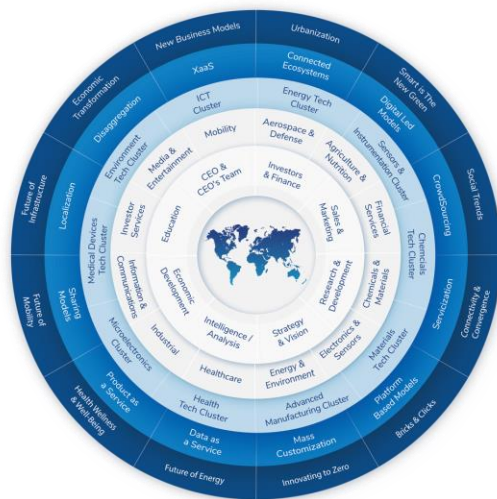 New Business Models
Urbanization
Smart is The
New Green
Social Trends
Connectivity &
Convergence
Bricks & Clicks
Innovating to Zero
Future of Energy
Health Wellness
& Well-Being
Future of
Mobility
Future of
Infrastructure
Economic
Transformation
XaaS
Connected
Ecosystems
Digital Led
Models
CrowdSourcing
Servicization
Platform
Based Models
Mass
Customization
Data as
a Service
Product as
a Service
Sharing
Models
Localization
Disaggregation
ICT
Cluster
Energy Tech
Cluster
Sensors &
Instrumentation Cluster
Chemcials
Tech Cluster
Materials
Tech Cluster
Advanced
Manufacturing Cluster
Health
Tech Cluster
Microelectronics
Cluster
Medical Devices
Tech Cluster
Environment
Tech Cluster
Mobility
Aerospace &
Defense
Agriculture &
Nutrition
Financial
Services
Chemicals &
Materials
Electronics &
Sensors
Energy &
Environment
Healthcare
Industrial
Information &
Communications
Investor
Services
Media &
Entertainment
CEO &
CEO's Team
Investors
& Finance
Sales &
Marketing
Research &
Development
Strategy
& Vision
Intelligence /
Analysis
Economic
Development
Education